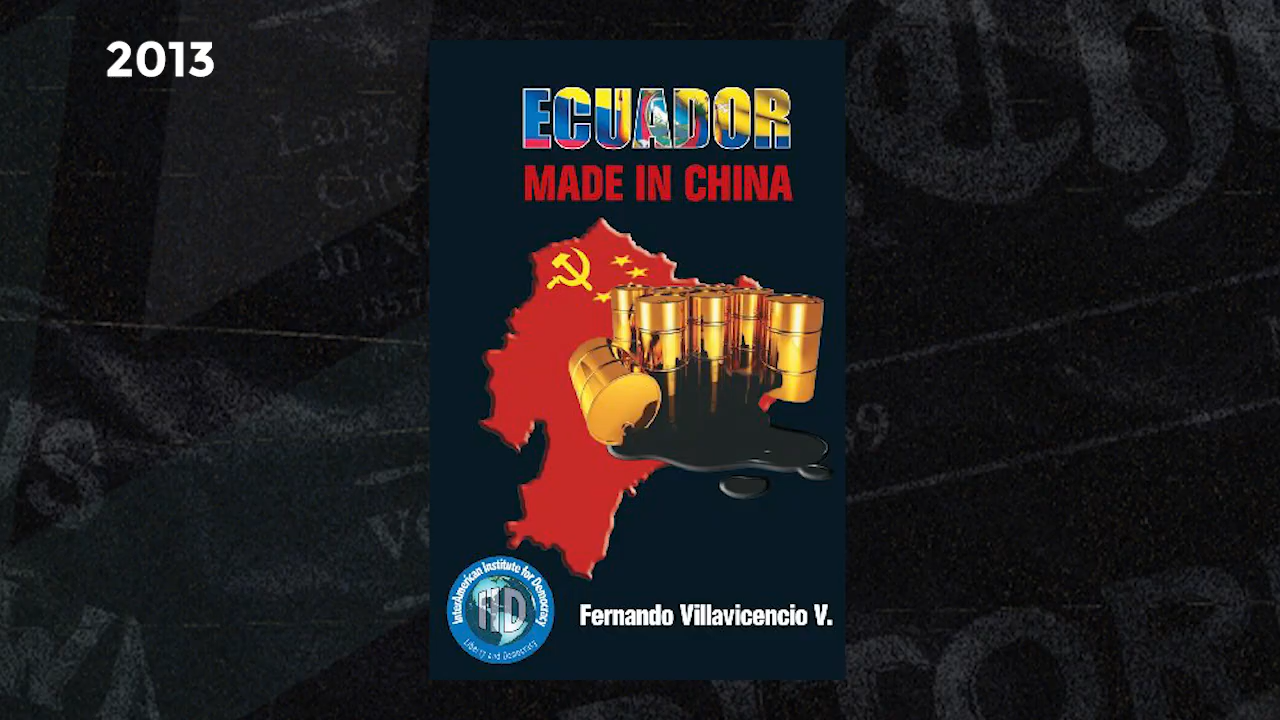 2013
ECUADOR
MADE IN CHINA
InterAmerican Institute for Democracy
IID
Liberty and Democracy
Fernando Villavicencio V.